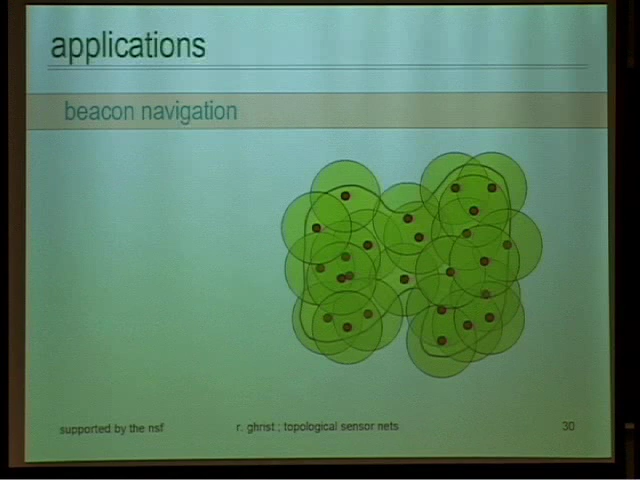 applications
beacon navigation
supported by the nsf r. ghrist ; topological sensor nets 30